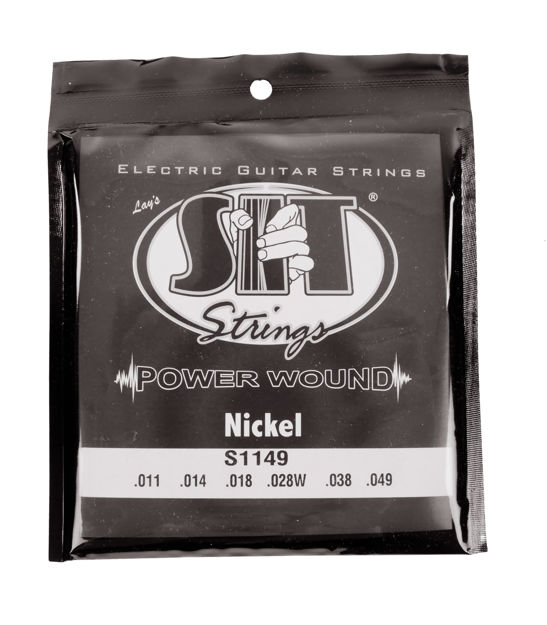 Electric Guitar Strings
Lay's
SIT ®
Strings
POWER WOUND
Nickel
S1149
.011 .014 .018 .028W .038 .049